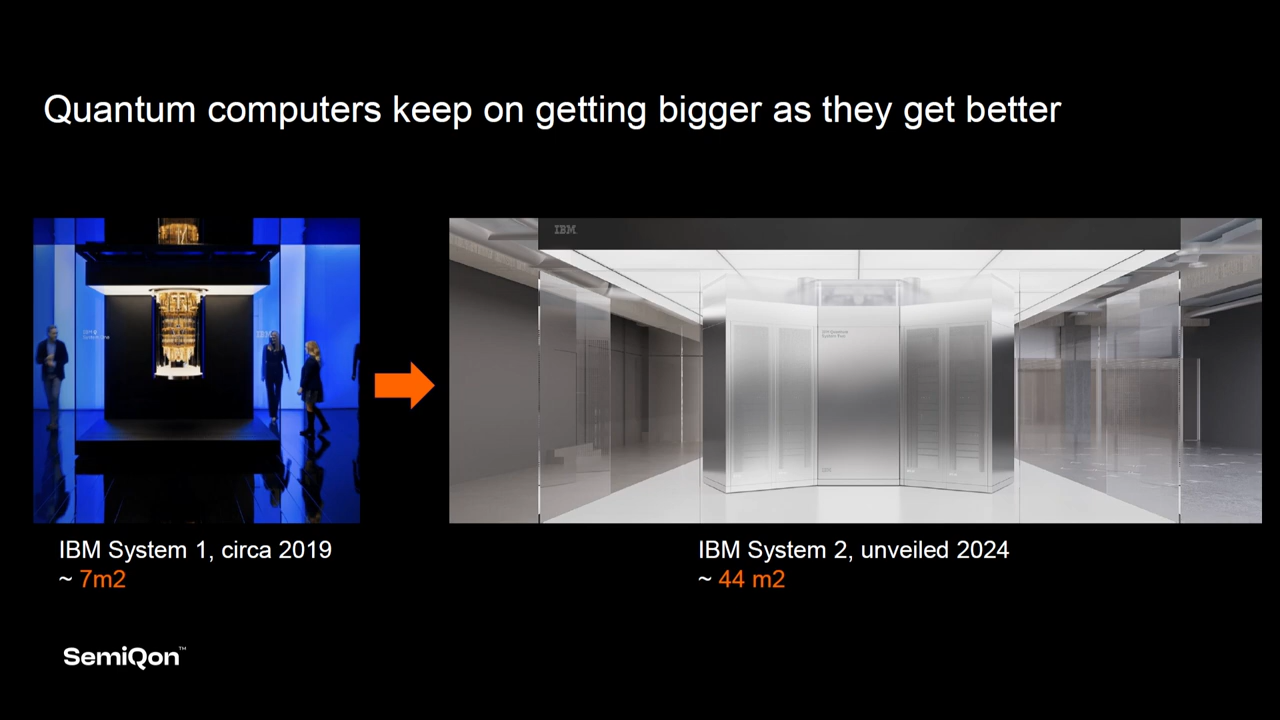 Quantum computers keep on getting bigger as they get better
IBM
IBM
IBM System 1, circa 2019
~ 7m2
IBM System 2, unveiled 2024
~ 44 m2
SemiQon™